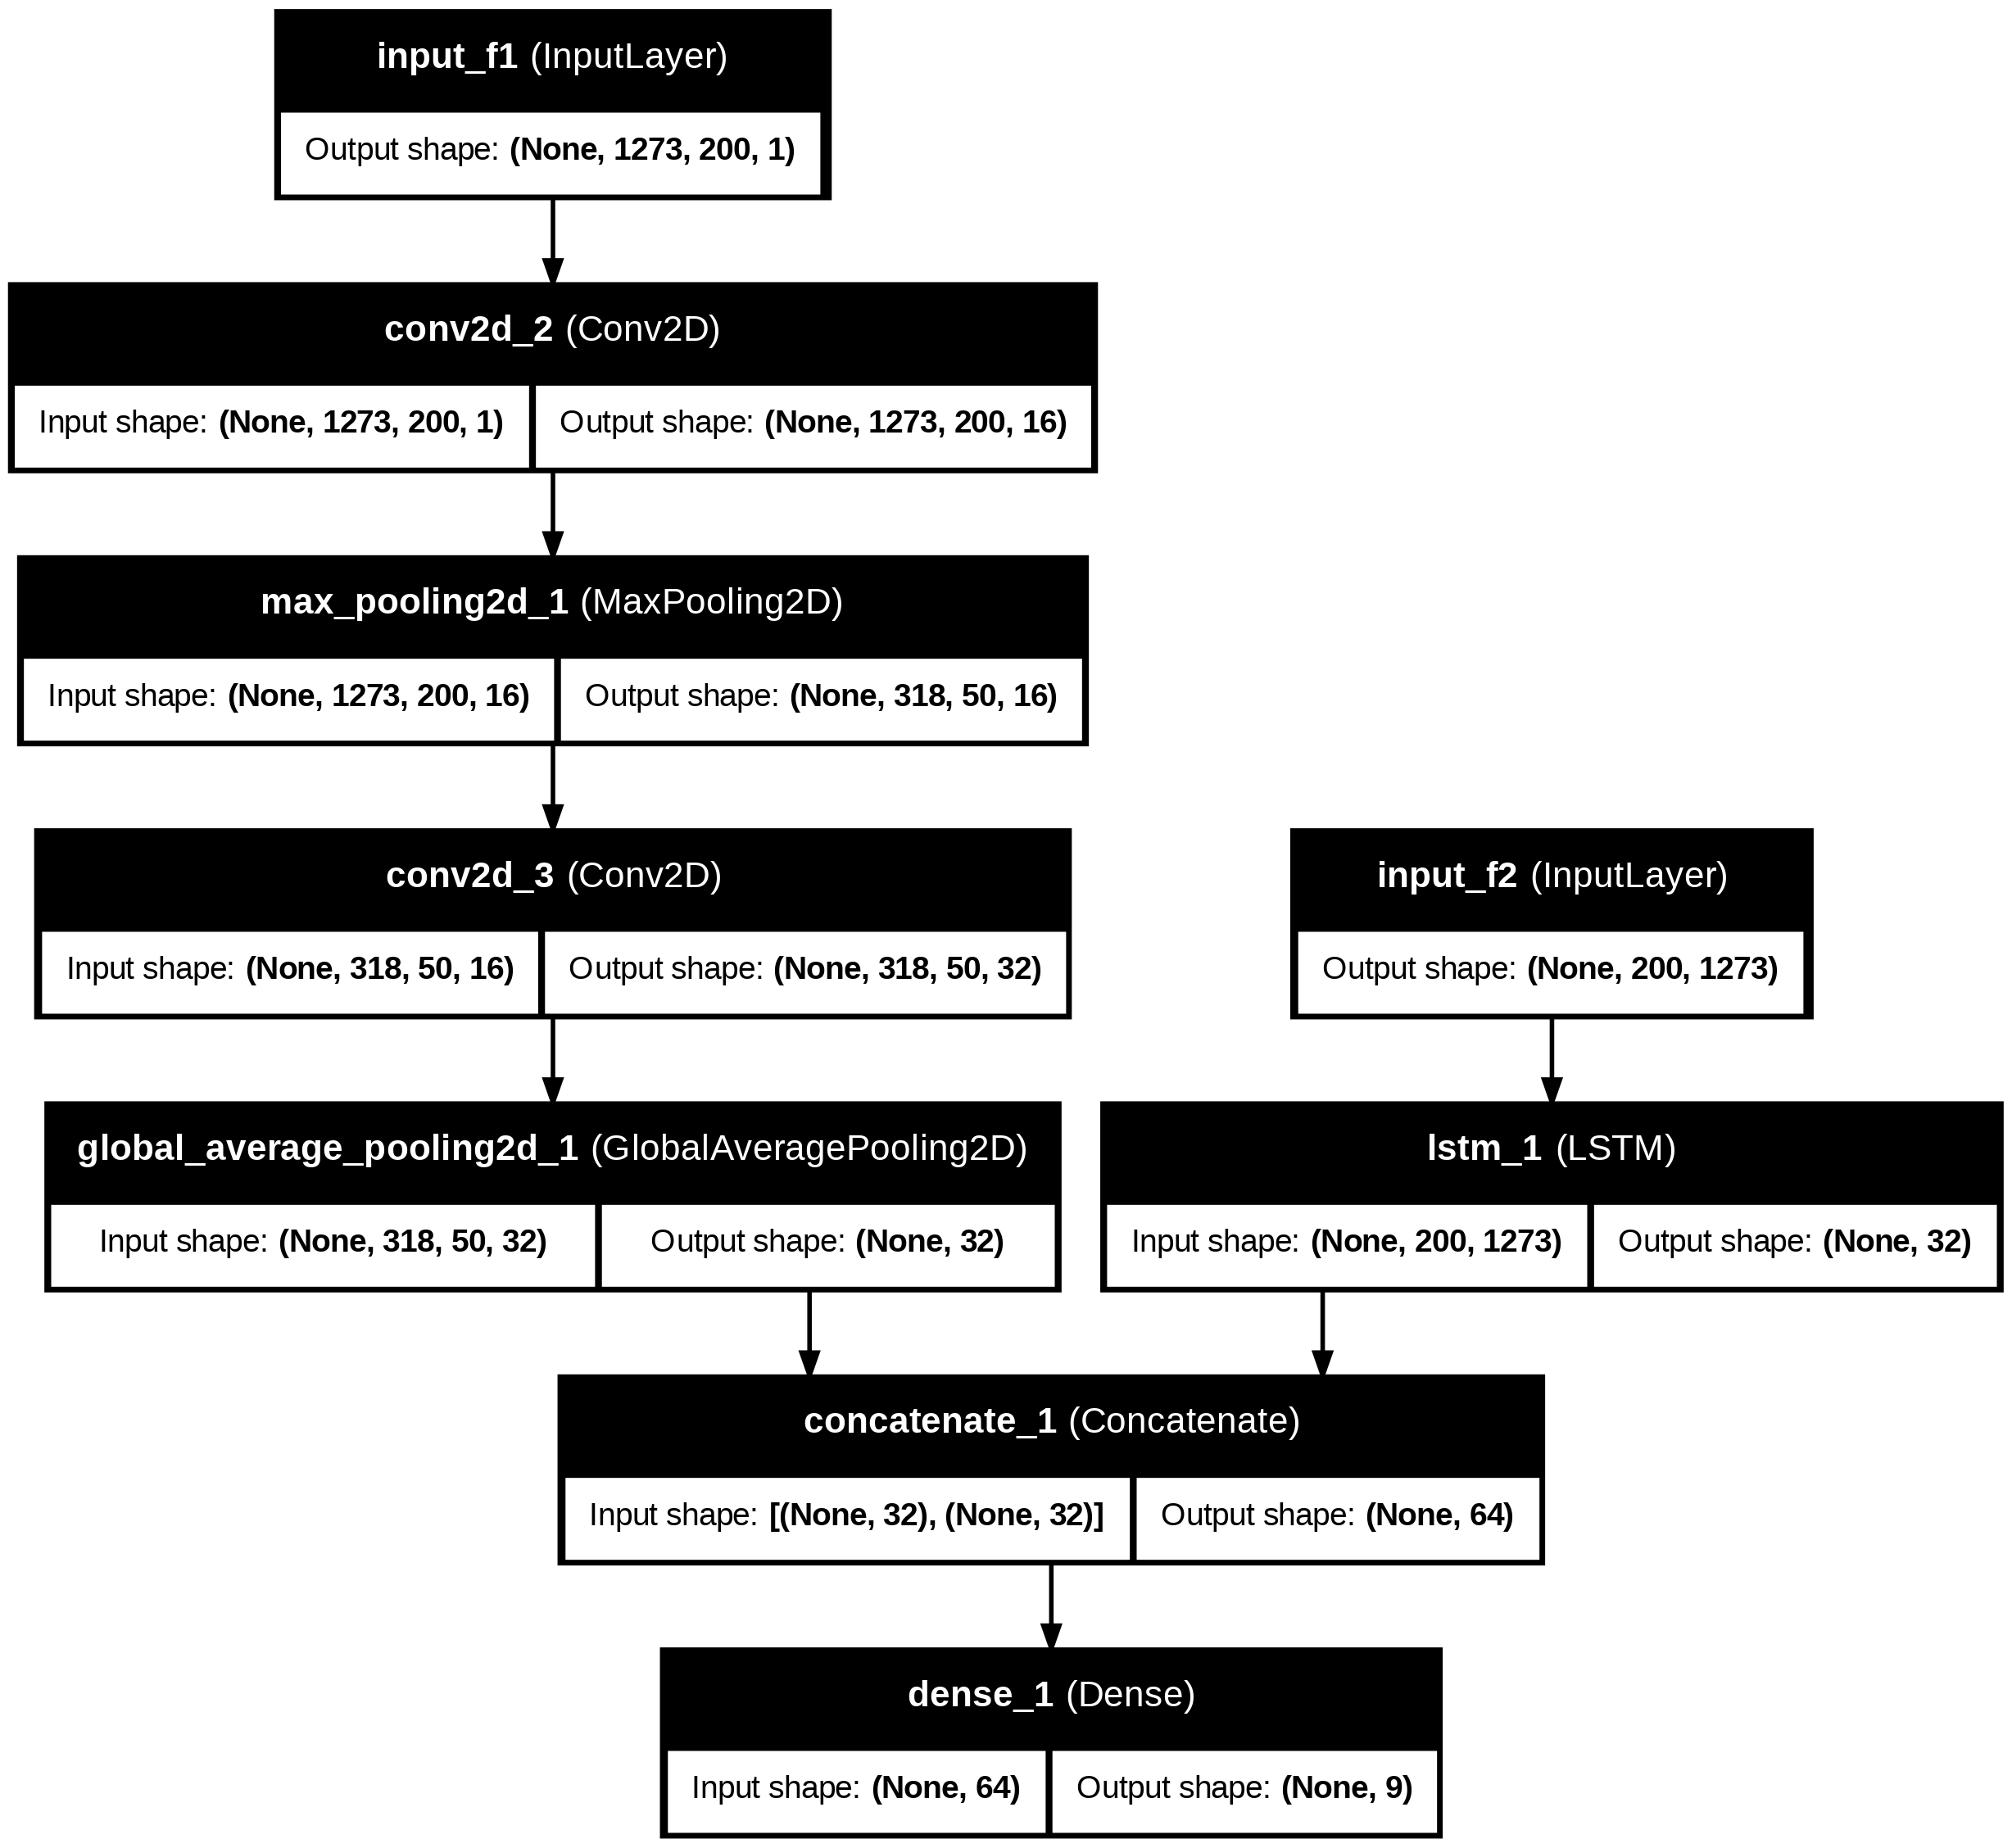 input_f1 (InputLayer)
Output shape: (None, 1273, 200, 1)
conv2d_2 (Conv2D)
Input shape: (None, 1273, 200, 1) Output shape: (None, 1273, 200, 16)
max_pooling2d_1 (MaxPooling2D)
Input shape: (None, 1273, 200, 16) Output shape: (None, 318, 50, 16)
conv2d_3 (Conv2D)
Input shape: (None, 318, 50, 16) Output shape: (None, 318, 50, 32)
input_f2 (InputLayer)
Output shape: (None, 200, 1273)
global_average_pooling2d_1 (GlobalAveragePooling2D)
Input shape: (None, 318, 50, 32) Output shape: (None, 32)
lstm_1 (LSTM)
Input shape: (None, 200, 1273) Output shape: (None, 32)
concatenate_1 (Concatenate)
Input shape: [(None, 32), (None, 32)] Output shape: (None, 64)
dense_1 (Dense)
Input shape: (None, 64) Output shape: (None, 9)